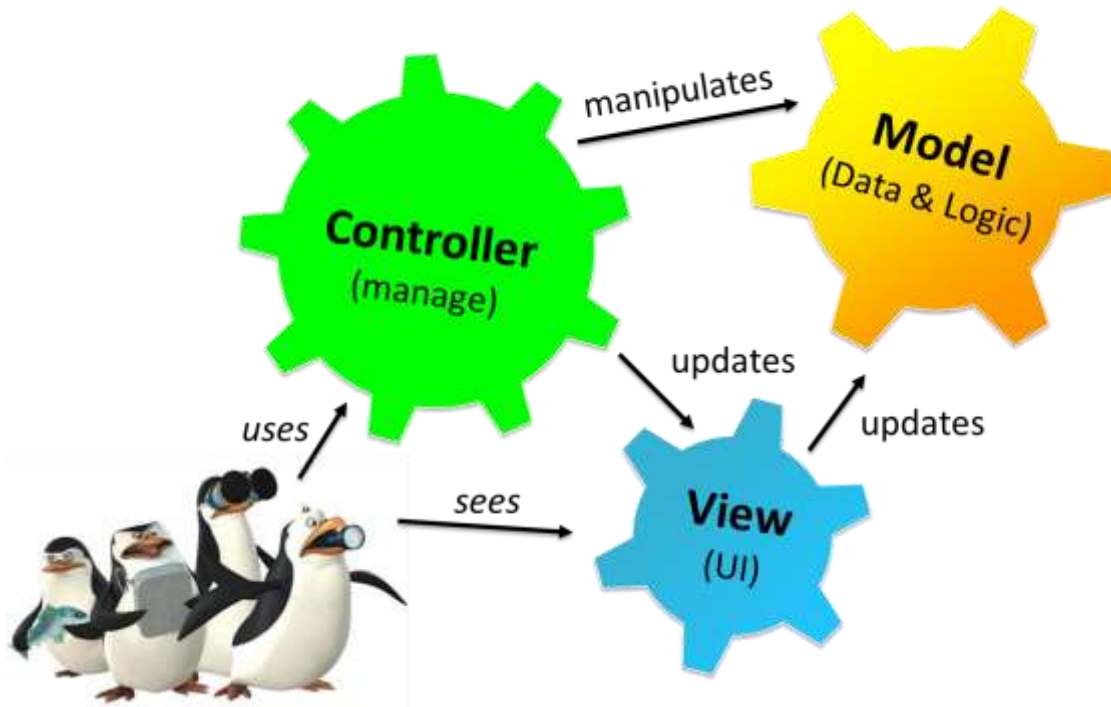 manipulates
Model
(Data & Logic)
Controller
(manage)
updates
updates
uses
sees
View
(UI)